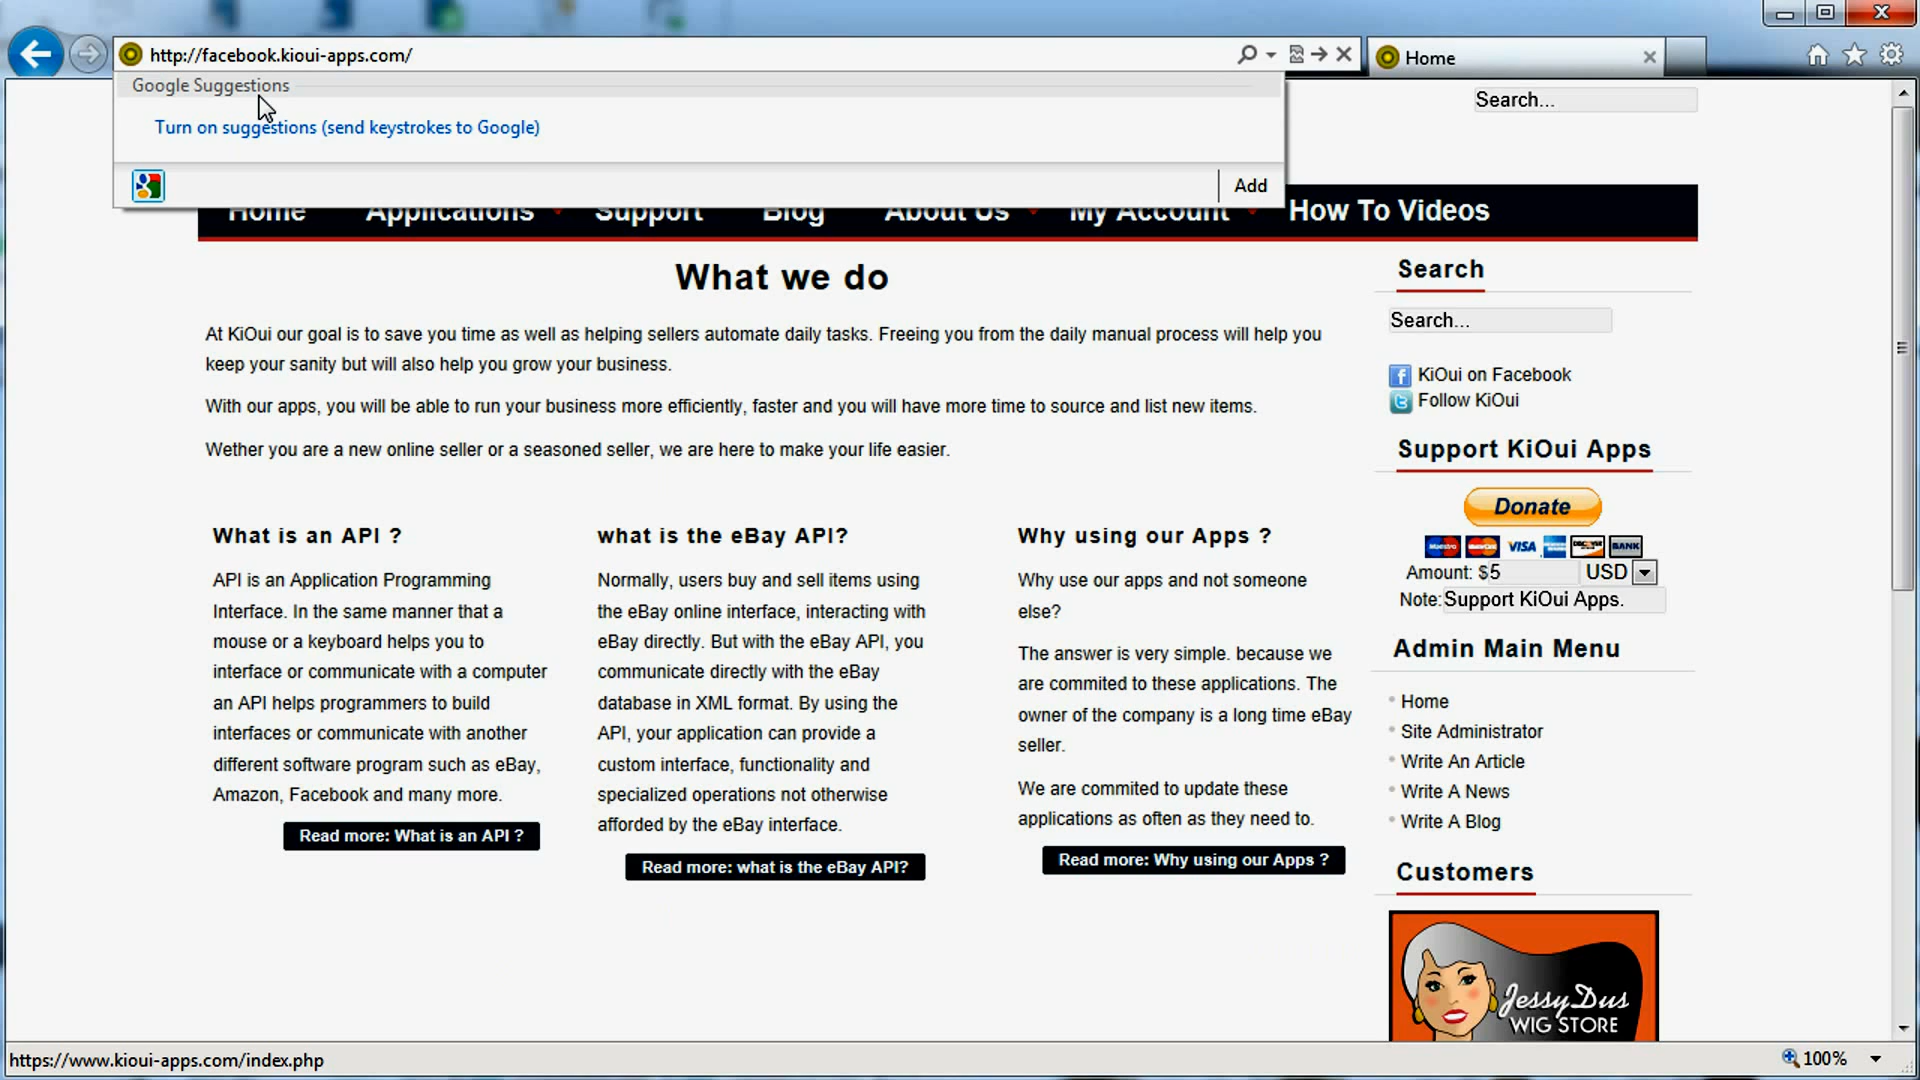 http://facebook.kioui-apps.com/
Home
Google Suggestions
Turn on suggestions (send keystrokes to Google)
Add
Search...
Home Applications Support Blog About Us My Account How To Videos
What we do
At KiOui our goal is to save you time as well as helping sellers automate daily tasks. Freeing you from the daily manual process will help you
keep your sanity but will also help you grow your business.
With our apps, you will be able to run your business more efficiently, faster and you will have more time to source and list new items.
Wether you are a new online seller or a seasoned seller, we are here to make your life easier.
What is an API ?
API is an Application Programming
Interface. In the same manner that a
mouse or a keyboard helps you to
interface or communicate with a computer
an API helps programmers to build
interfaces or communicate with another
different software program such as eBay,
Amazon, Facebook and many more.
Read more: What is an API ?
what is the eBay API?
Normally, users buy and sell items using
the eBay online interface, interacting with
eBay directly. But with the eBay API, you
communicate directly with the eBay
database in XML format. By using the
API, your application can provide a
custom interface, functionality and
specialized operations not otherwise
afforded by the eBay interface.
Read more: what is the eBay API?
Why using our Apps ?
Why use our apps and not someone
else?
The answer is very simple. because we
are commited to these applications. The
owner of the company is a long time eBay
seller.
We are commited to update these
applications as often as they need to.
Read more: Why using our Apps ?
Search
Search...
KiOui on Facebook
Follow KiOui
Support KiOui Apps
Donate
VISA
BANK
Amount: $5 USD
Note: Support KiOui Apps.
Admin Main Menu
Home
Site Administrator
Write An Article
Write A News
Write A Blog
Customers
JessyDus
WIG STORE
https://www.kioui-apps.com/index.php
100%